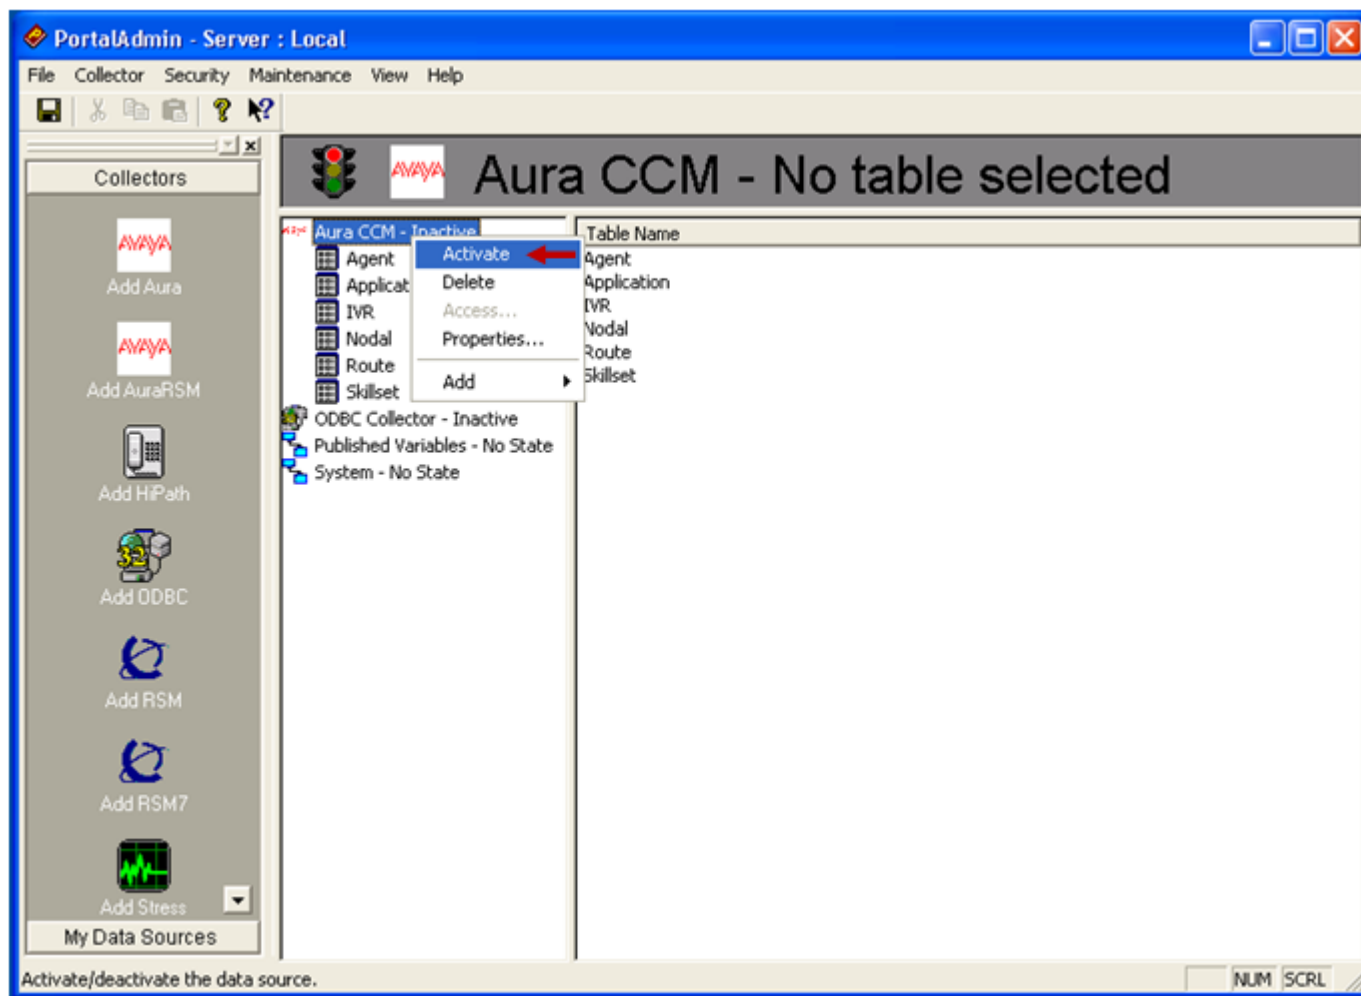 PortalAdmin - Server : Local
File Collector Security Maintenance View Help
Collectors
AVAYA
Aura CCM - No table selected
AVAYA
Add Aura
AVAYA
Add AuraRSM
Add HiPath
32
Add ODBC
Add RSM
Add RSM7
Add Stress
My Data Sources
Aura CCM - Inactive
Agent
Applicat
IVR
Nodal
Route
Skillset
ODBC Collector - Inactive
Published Variables - No State
System - No State
Activate
Delete
Access...
Properties...
Add
Table Name
Agent
Application
IVR
Nodal
Route
Skillset
Activate/deactivate the data source.
NUM SCRL